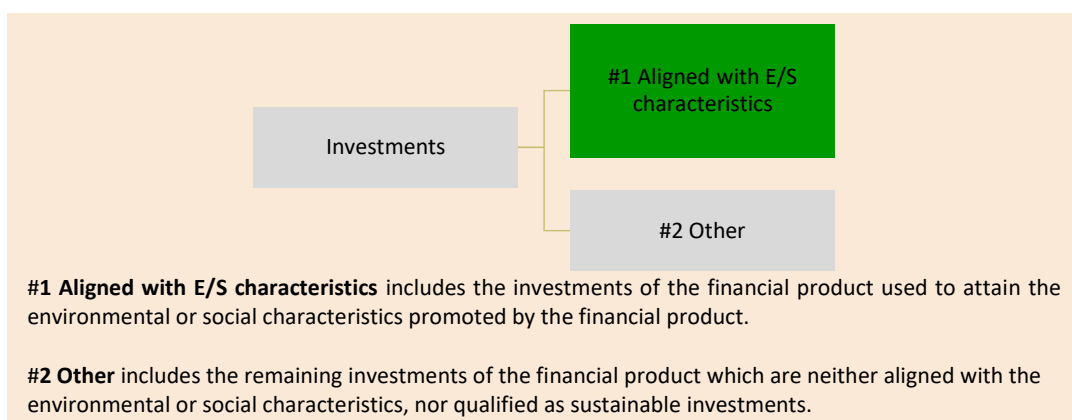 #1 Aligned with E/S
characteristics
Investments
#2 Other
#1 Aligned with E/S characteristics includes the investments of the financial product used to attain the
environmental or social characteristics promoted by the financial product.
#2 Other includes the remaining investments of the financial product which are neither aligned with the
environmental or social characteristics, nor qualified as sustainable investments.